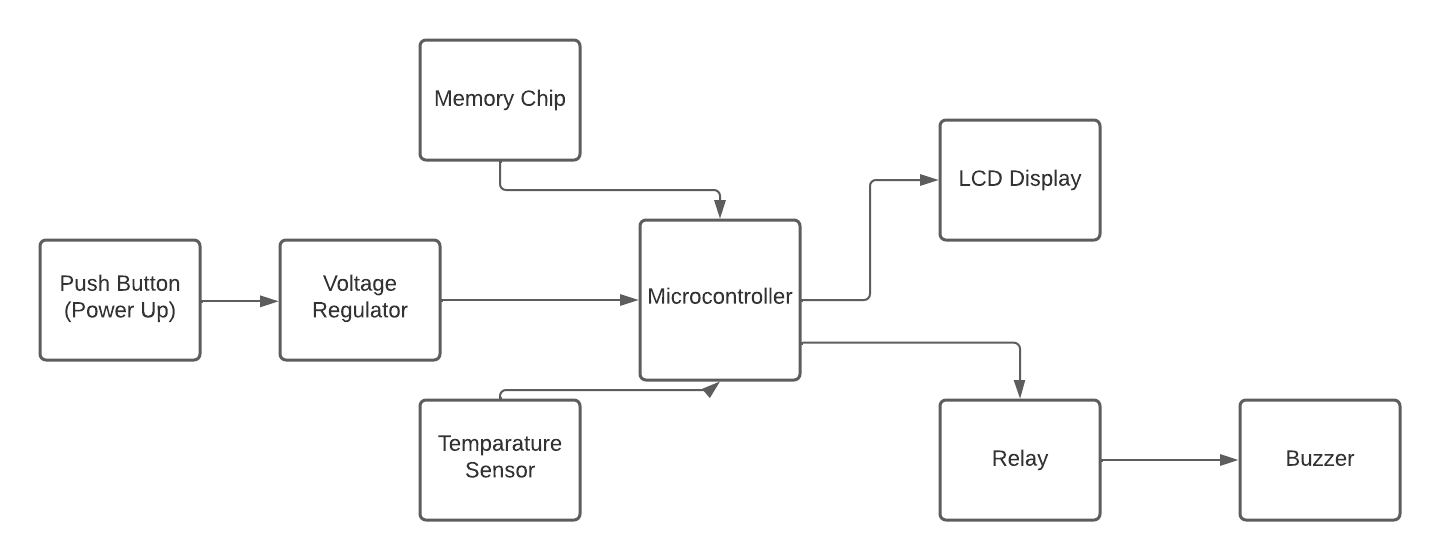 Memory Chip
LCD Display
Push Button
(Power Up)
Voltage
Regulator
Microcontroller
Temparature
Sensor
Relay
Buzzer